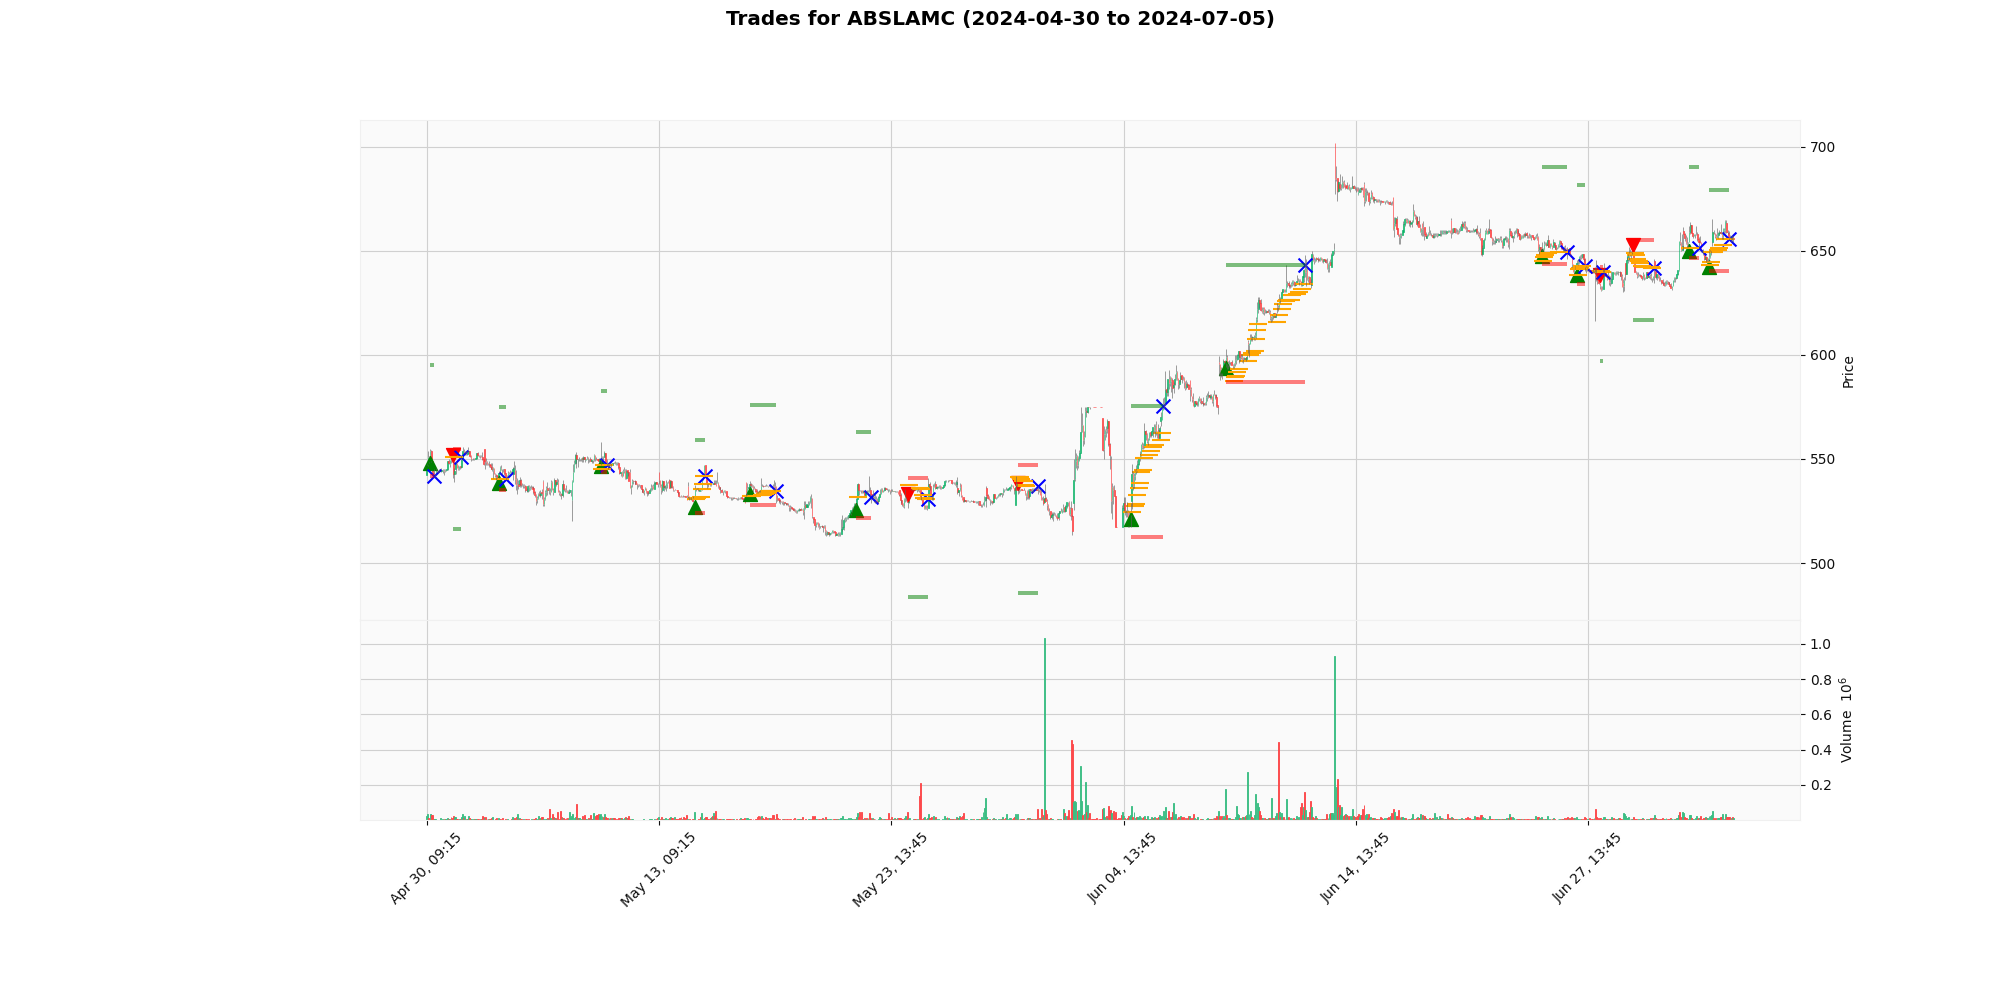 Trades for ABSLAMC (2024-04-30 to 2024-07-05)
700
650
600
550
500
Price
1.0
0.8
0.6
0.4
0.2
Volume 10^6
Apr 30, 09:15
May 13, 09:15
May 23, 13:45
Jun 04, 13:45
Jun 14, 13:45
Jun 27, 13:45